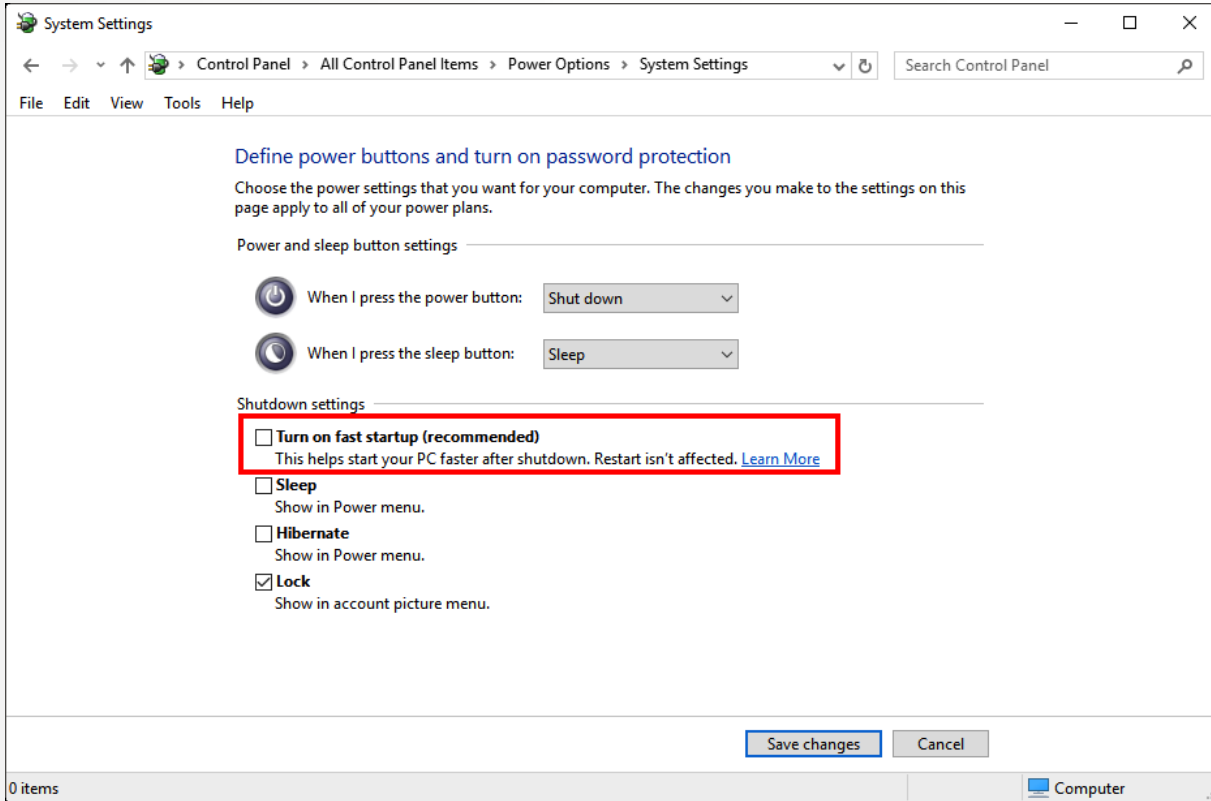 System Settings
Control Panel > All Control Panel Items > Power Options > System Settings
Search Control Panel
File Edit View Tools Help
Define power buttons and turn on password protection
Choose the power settings that you want for your computer. The changes you make to the settings on this
page apply to all of your power plans.
Power and sleep button settings
When I press the power button: Shut down
When I press the sleep button: Sleep
Shutdown settings
Turn on fast startup (recommended)
This helps start your PC faster after shutdown. Restart isn't affected. Learn More
Sleep
Show in Power menu.
Hibernate
Show in Power menu.
Lock
Show in account picture menu.
Save changes Cancel
0 items Computer